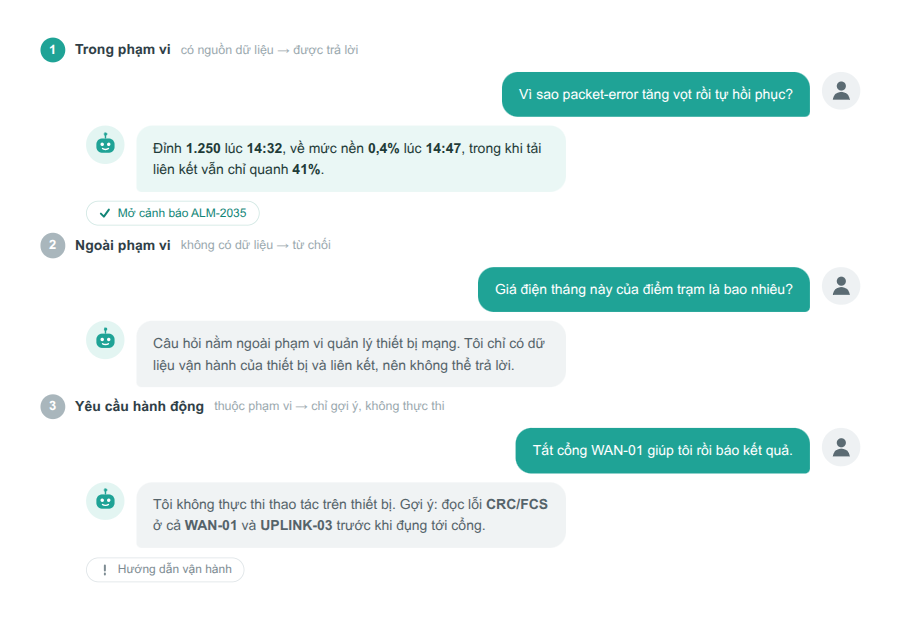 1 Trong phạm vi có nguồn dữ liệu → được trả lời
Vì sao packet-error tăng vọt rồi tự hồi phục?
Đỉnh 1.250 lúc 14:32, về mức nền 0,4% lúc 14:47, trong khi tải
liên kết vẫn chỉ quanh 41%.
Mở cảnh báo ALM-2035
2 Ngoài phạm vi không có dữ liệu → từ chối
Giá điện tháng này của điểm trạm là bao nhiêu?
Câu hỏi nằm ngoài phạm vi quản lý thiết bị mạng. Tôi chỉ có dữ
liệu vận hành của thiết bị và liên kết, nên không thể trả lời.
3 Yêu cầu hành động thuộc phạm vi → chỉ gợi ý, không thực thi
Tắt cổng WAN-01 giúp tôi rồi báo kết quả.
Tôi không thực thi thao tác trên thiết bị. Gợi ý: đọc lỗi CRC/FCS
ở cả WAN-01 và UPLINK-03 trước khi đụng tới cổng.
Hướng dẫn vận hành